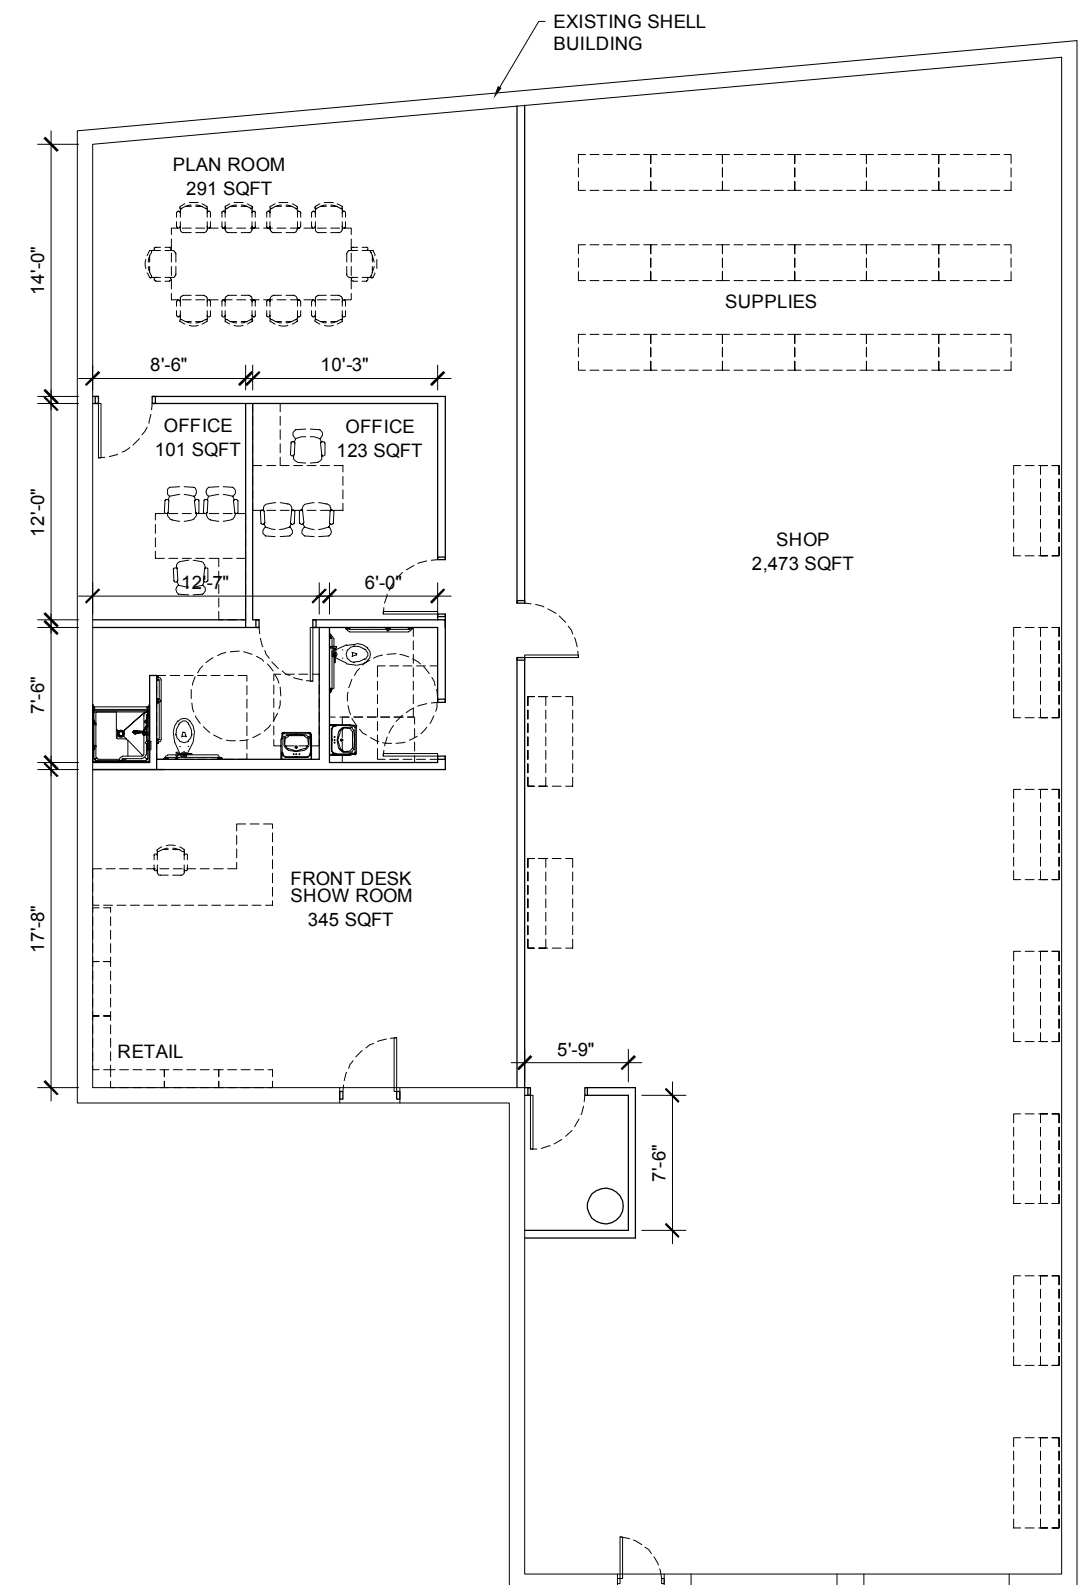 EXISTING SHELL
BUILDING
PLAN ROOM
291 SQFT
14'-0"
SUPPLIES
8'-6"
10'-3"
OFFICE
101 SQFT
OFFICE
123 SQFT
12'-0"
SHOP
2,473 SQFT
12'-7"
6'-0"
7'-6"
FRONT DESK
SHOW ROOM
345 SQFT
17'-8"
RETAIL
5'-9"
7'-6"